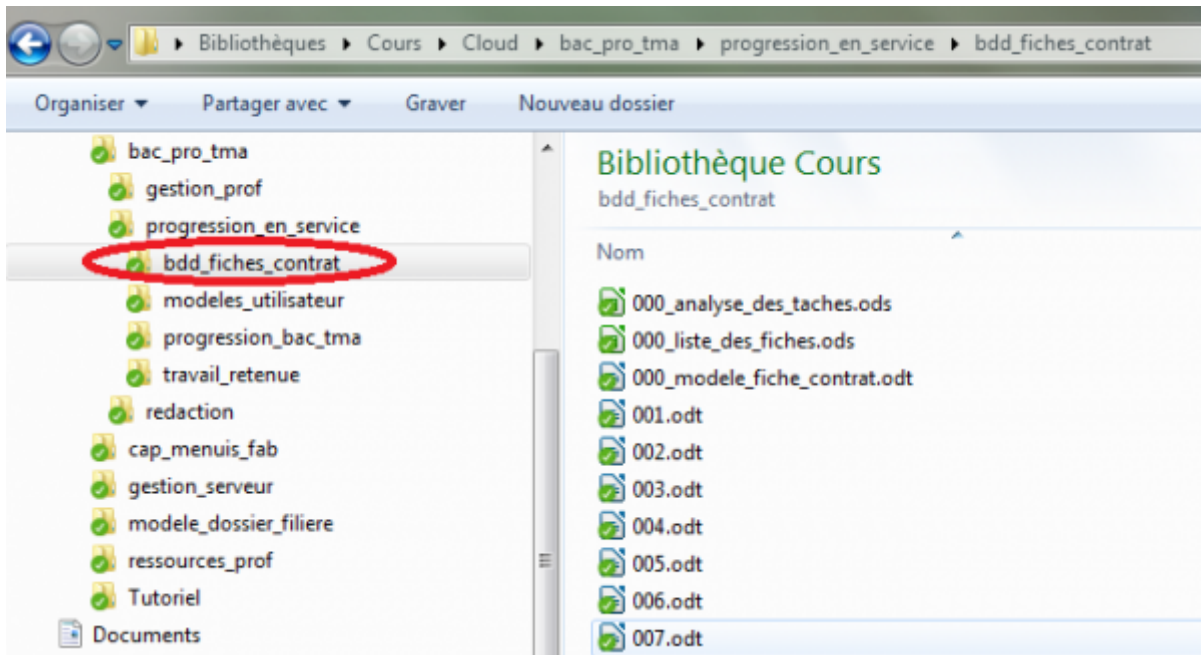 Bibliothèques Cours Cloud bac_pro_tma progression_en_service bdd_fiches_contrat
Organiser Partager avec Graver Nouveau dossier
bac_pro_tma
gestion_prof
progression_en_service
bdd_fiches_contrat
modeles_utilisateur
progression_bac_tma
travail_retenue
redaction
cap_menuis_fab
gestion_serveur
modele_dossier_filiere
ressources_prof
Tutoriel
Documents
Bibliothèque Cours
bdd_fiches_contrat
Nom
000_analyse_des_taches.ods
000_liste_des_fiches.ods
000_modele_fiche_contrat.odt
001.odt
002.odt
003.odt
004.odt
005.odt
006.odt
007.odt